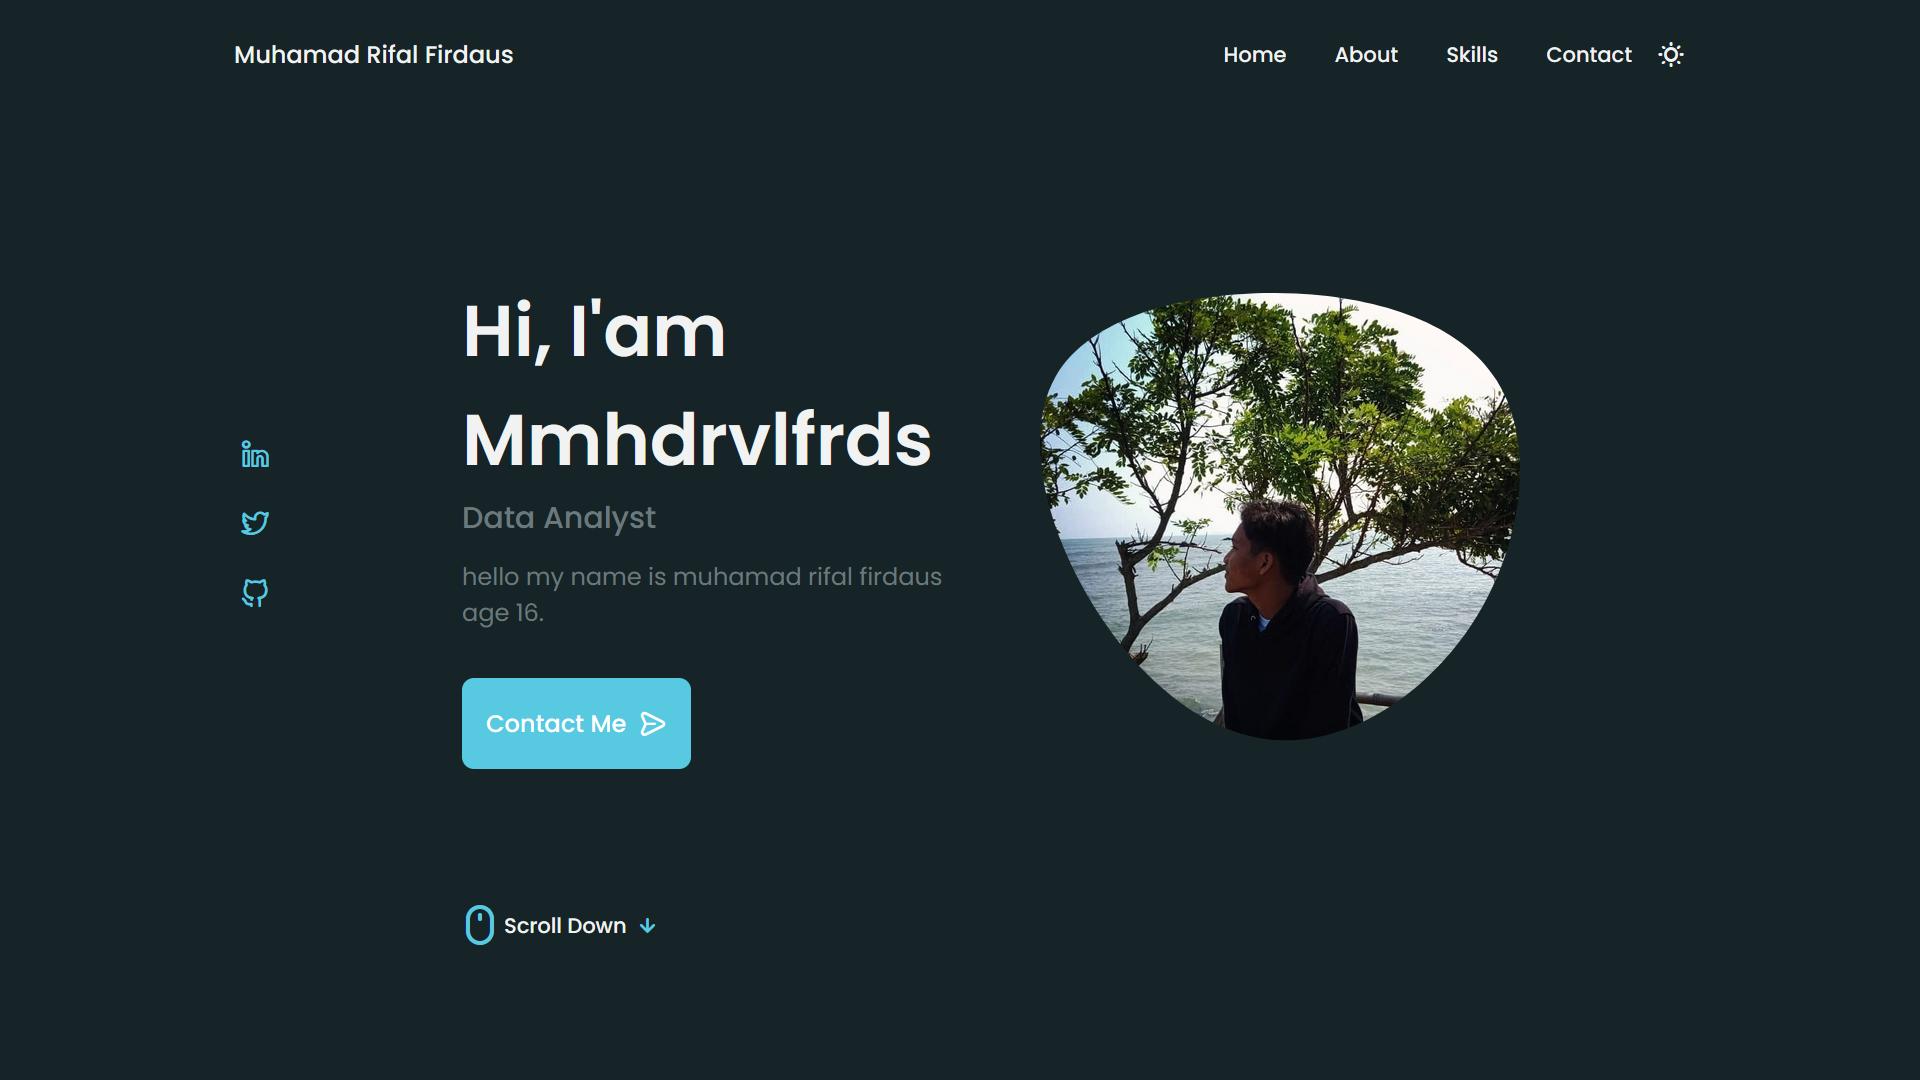 Muhamad Rifal Firdaus
Home About Skills Contact
Hi, I'am
Mmhdrvlfrds
Data Analyst
hello my name is muhamad rifal firdaus
age 16.
Contact Me
Scroll Down